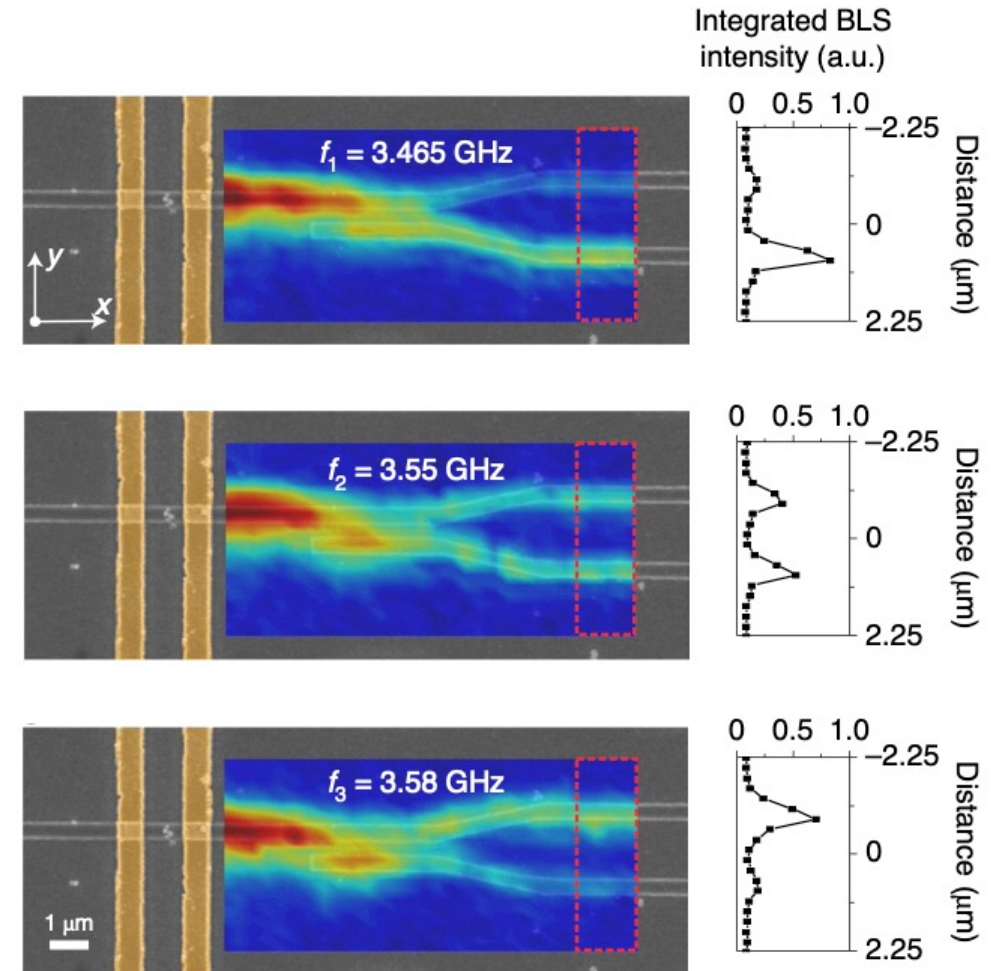 Integrated BLS
intensity (a.u.)
0 0.5 1.0
f₁ = 3.465 GHz
−2.25
0
2.25
Distance (μm)
y
x
0 0.5 1.0
f₂ = 3.55 GHz
−2.25
0
2.25
Distance (μm)
0 0.5 1.0
f₃ = 3.58 GHz
−2.25
0
2.25
Distance (μm)
1 μm